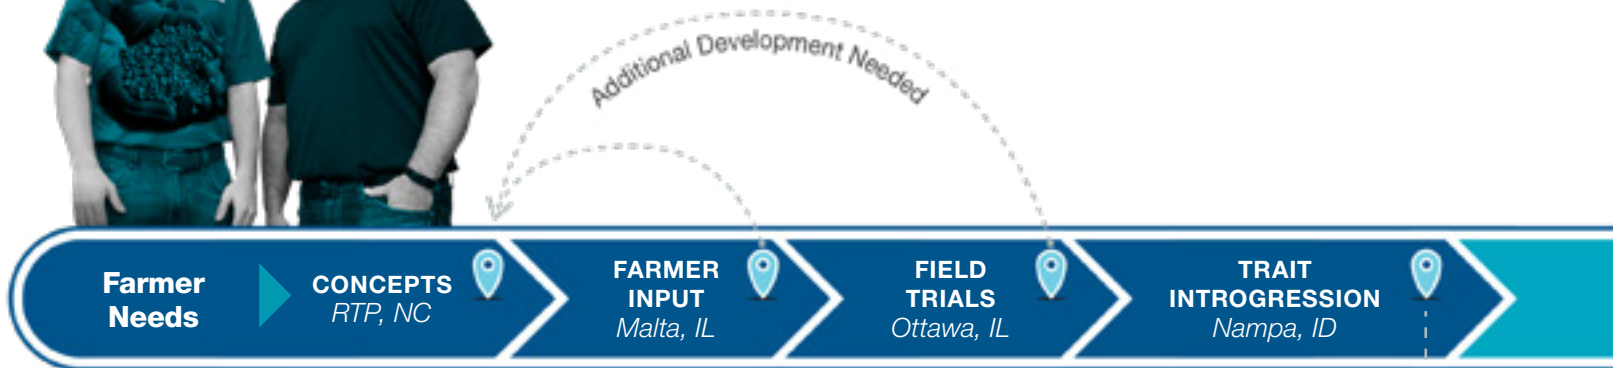 Additional Development Needed
Farmer
Needs
CONCEPTS
RTP, NC
FARMER
INPUT
Malta, IL
FIELD
TRIALS
Ottawa, IL
TRAIT
INTROGRESSION
Nampa, ID